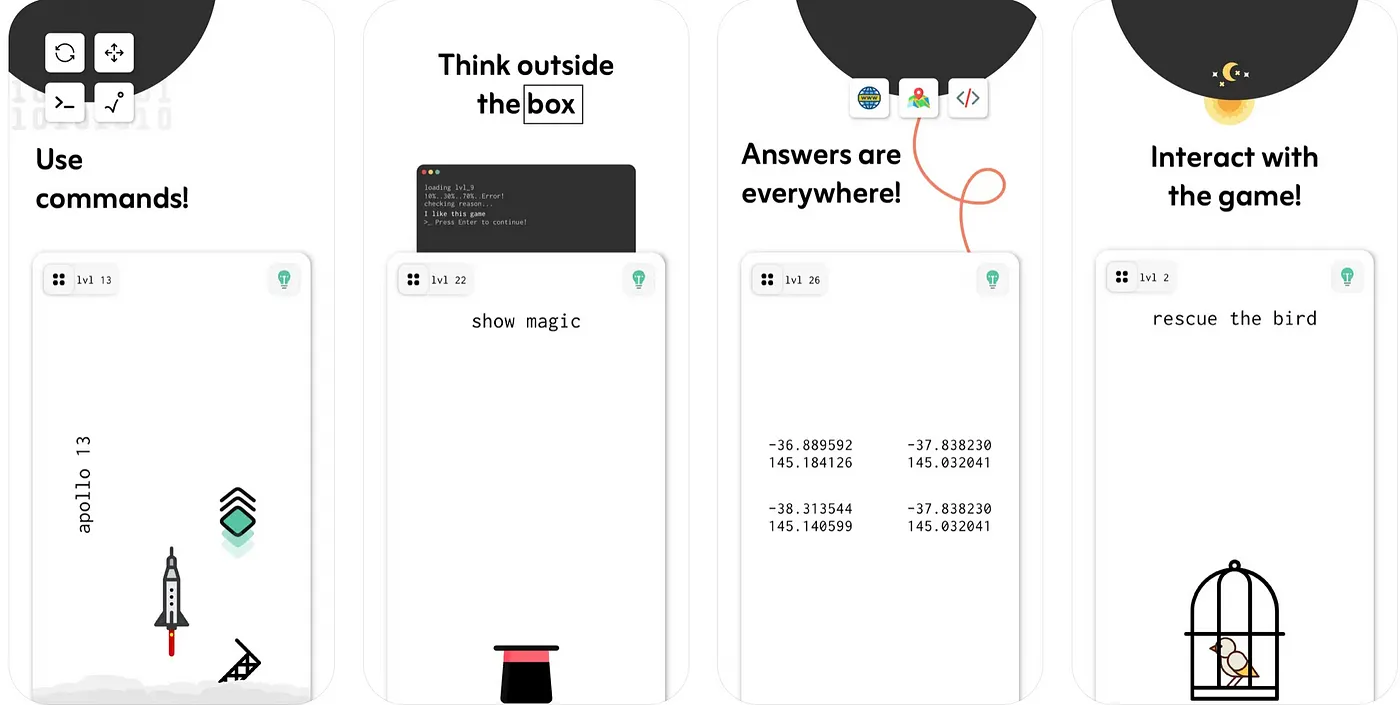 Use
commands!
lvl 13
apollo 13
Think outside
the box
loading lvl_9
10%..30%..70%..Error!
checking reason...
I like this game
>_ Press Enter to continue!
lvl 22
show magic
WWW
</>
Answers are
everywhere!
lvl 26
-36.889592 -37.838230
145.184126 145.032041
-38.313544 -37.838230
145.140599 145.032041
Interact with
the game!
lvl 2
rescue the bird